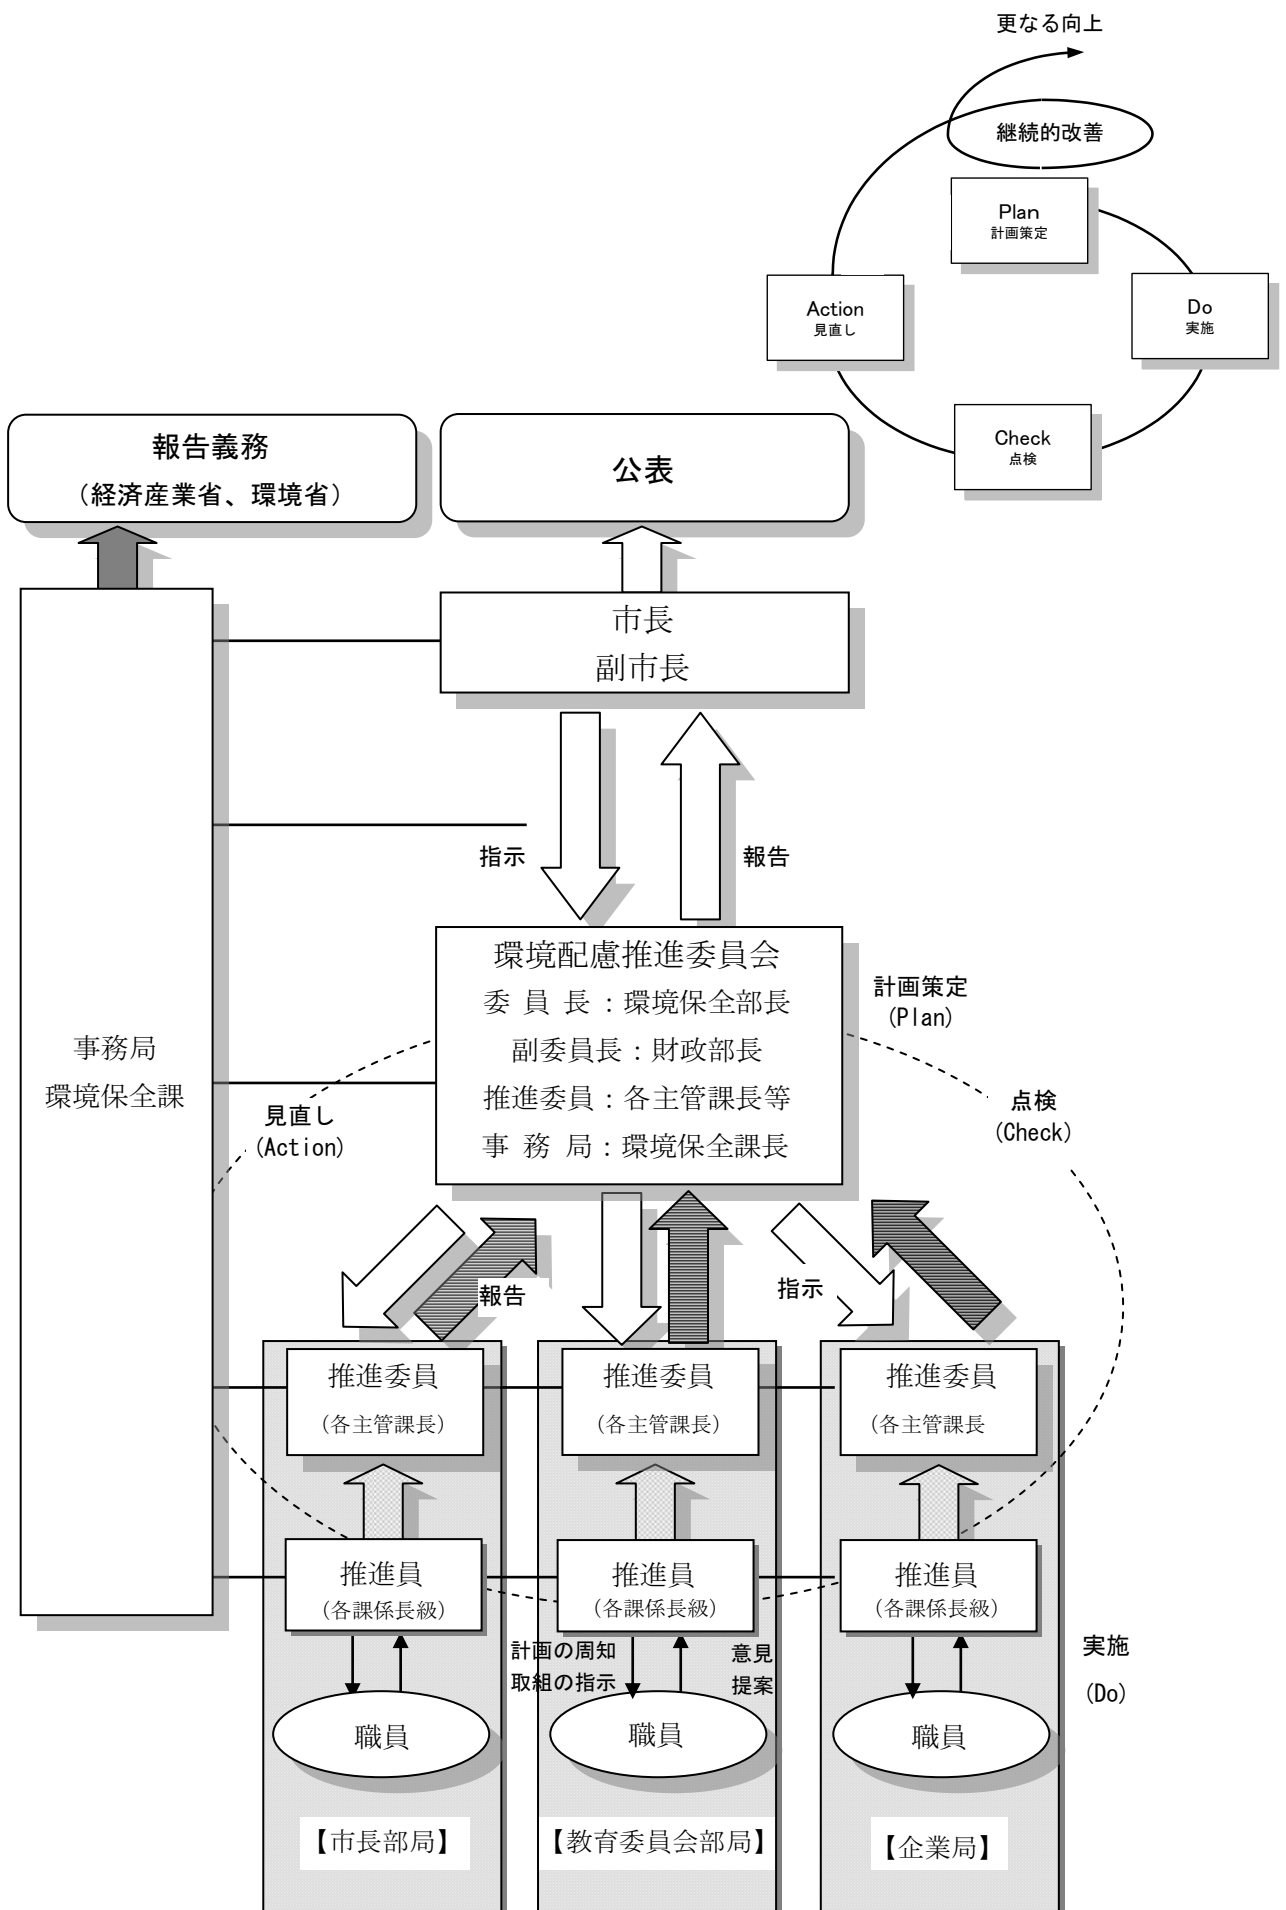 更なる向上
継続的改善
Plan
計画策定
Action
見直し
Do
実施
Check
点検
報告義務
（経済産業省、環境省）
公表
市長
副市長
指示
報告
事務局
環境保全課
環境配慮推進委員会
委 員 長：環境保全部長
副委員長：財政部長
推進委員：各主管課長等
事 務 局：環境保全課長
計画策定
(Plan)
見直し
(Action)
点検
(Check)
報告
指示
推進委員
（各主管課長）
推進委員
（各主管課長）
推進委員
（各主管課長
推進員
（各課係長級）
推進員
（各課係長級）
推進員
（各課係長級）
計画の周知
取組の指示
意見
提案
実施
(Do)
職員
職員
職員
【市長部局】
【教育委員会部局】
【企業局】